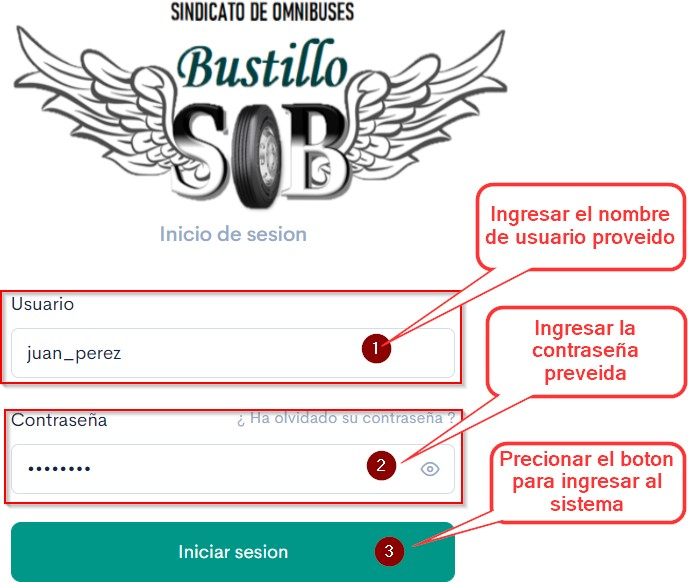 SINDICATO DE OMNIBUSES
Bustillo
SOB
Inicio de sesion
Ingresar el nombre
de usuario proveido
Usuario
juan_perez
1
Ingresar la
contraseña
preveida
Contraseña
¿ Ha olvidado su contraseña ?
••••••••
2
Precionar el boton
para ingresar al
sistema
Iniciar sesion
3